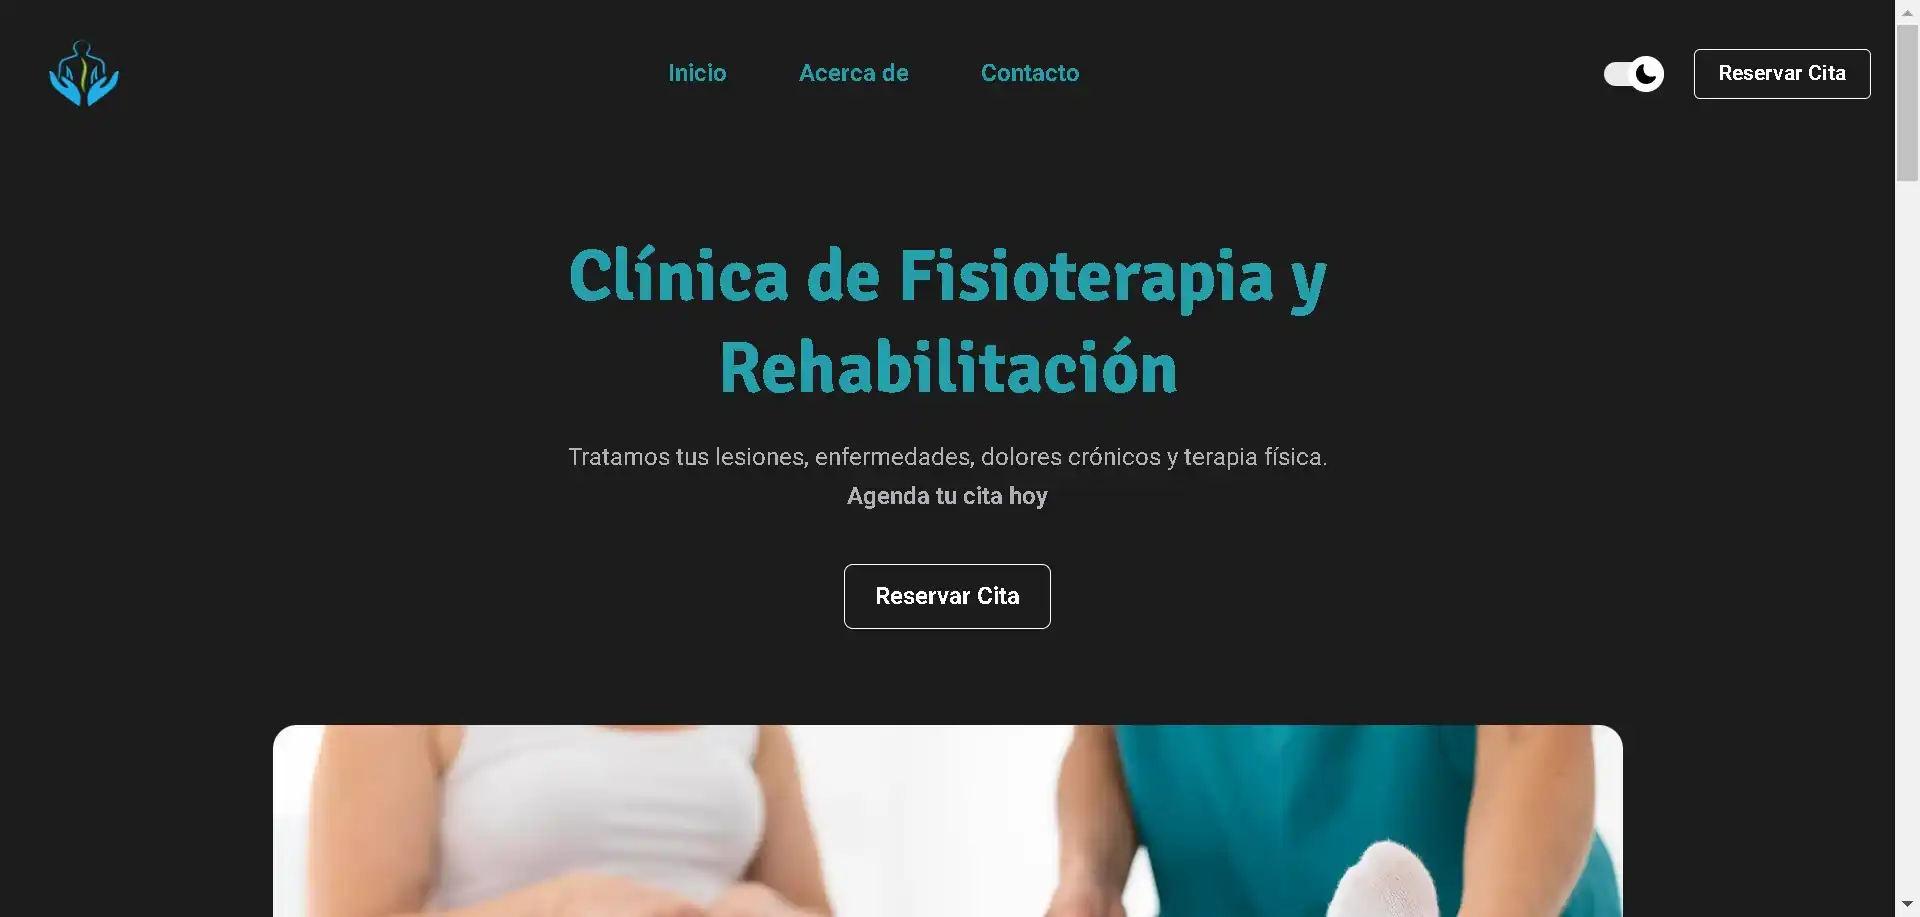 Inicio
Acerca de
Contacto
Reservar Cita
Clínica de Fisioterapia y
Rehabilitación
Tratamos tus lesiones, enfermedades, dolores crónicos y terapia física.
Agenda tu cita hoy
Reservar Cita